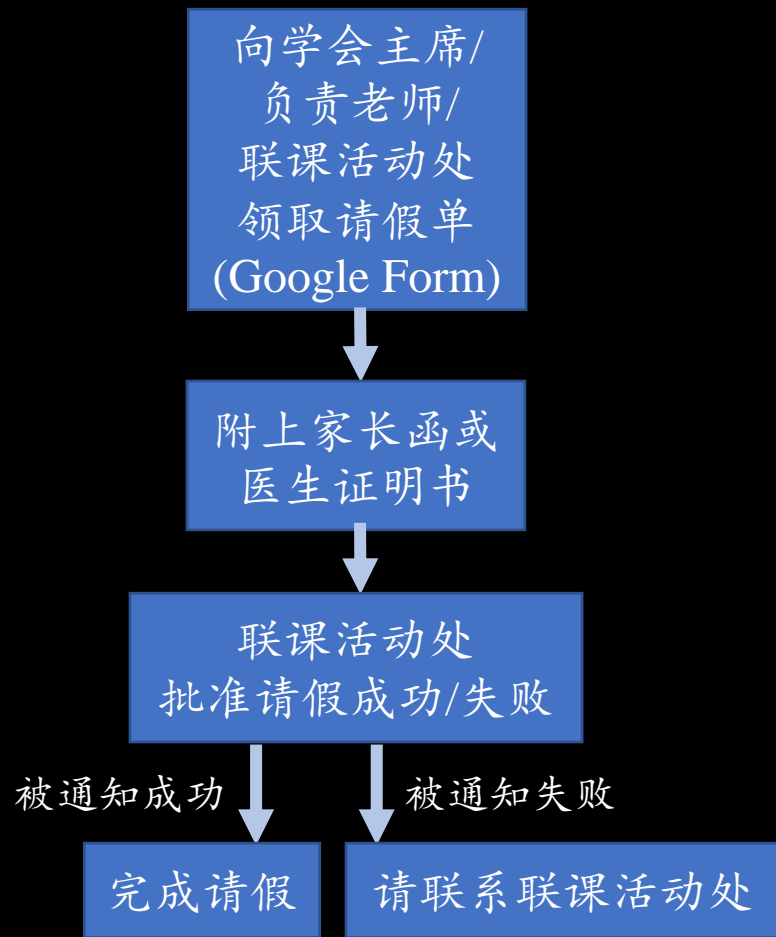 向学会主席/
负责老师/
联课活动处
领取请假单
(Google Form)
附上家长函或
医生证明书
联课活动处
批准请假成功/失败
被通知成功
被通知失败
完成请假
请联系联课活动处